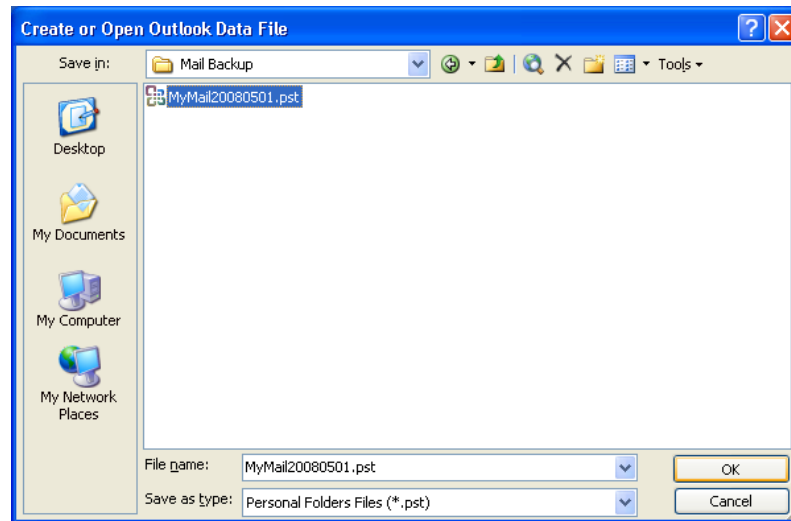 Create or Open Outlook Data File
Save in: Mail Backup Tools
MyMail20080501.pst
Desktop
My Documents
My Computer
My Network
Places
File name: MyMail20080501.pst OK
Save as type: Personal Folders Files (*.pst) Cancel